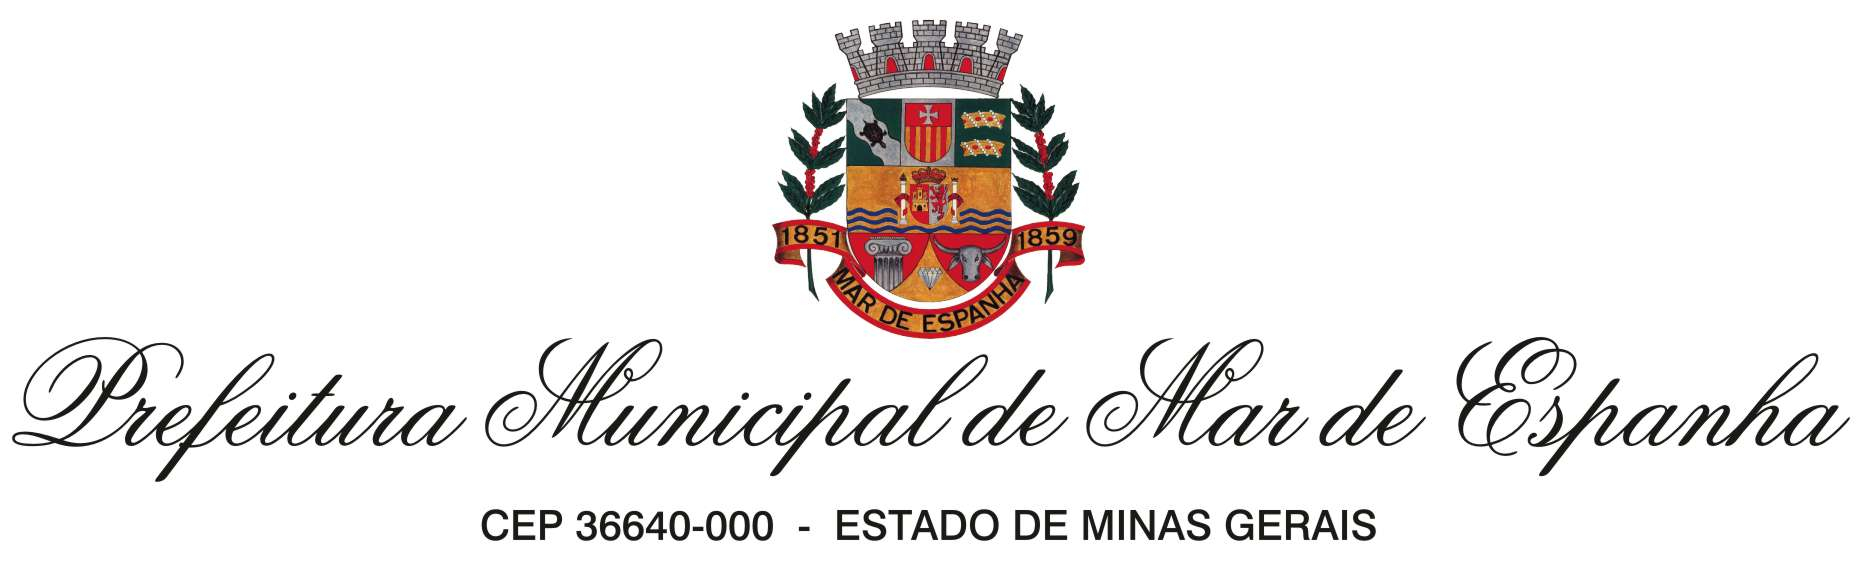 1851 1859
MAR DE ESPANHA
Prefeitura Municipal de Mar de Espanha
CEP 36640-000 - ESTADO DE MINAS GERAIS